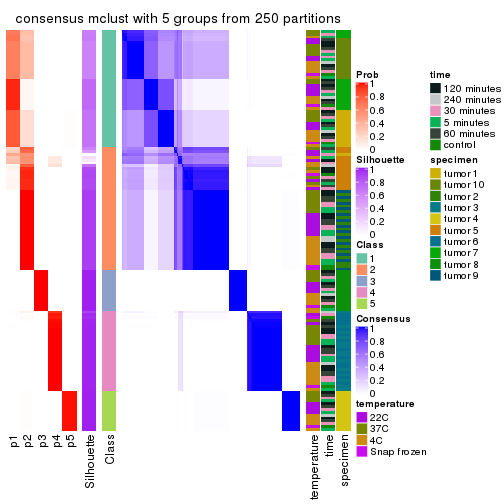 consensus mclust with 5 groups from 250 partitions
Prob
1
0.8
0.6
0.4
0.2
0
Silhouette
1
0.8
0.6
0.4
0.2
0
Class
1
2
3
4
5
Consensus
1
0.8
0.6
0.4
0.2
0
temperature
22C
37C
4C
Snap frozen
time
120 minutes
240 minutes
30 minutes
5 minutes
60 minutes
control
specimen
tumor 1
tumor 10
tumor 2
tumor 3
tumor 4
tumor 5
tumor 6
tumor 7
tumor 8
tumor 9
p1
p2
p3
p4
p5
Silhouette
Class
temperature
time
specimen